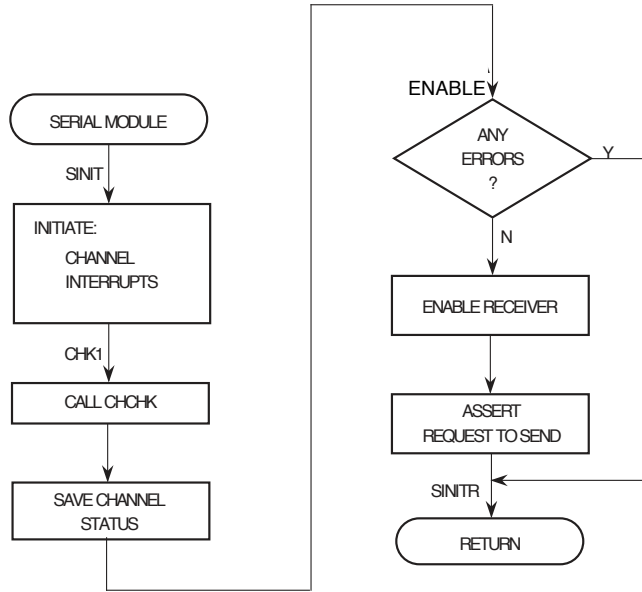 SERIAL MODULE
SINIT
INITIATE:
CHANNEL
INTERRUPTS
CHK1
CALL CHCHK
SAVE CHANNEL
STATUS
ENABLE
ANY
ERRORS
?
Y
N
ENABLE RECEIVER
ASSERT
REQUEST TO SEND
SINITR
RETURN